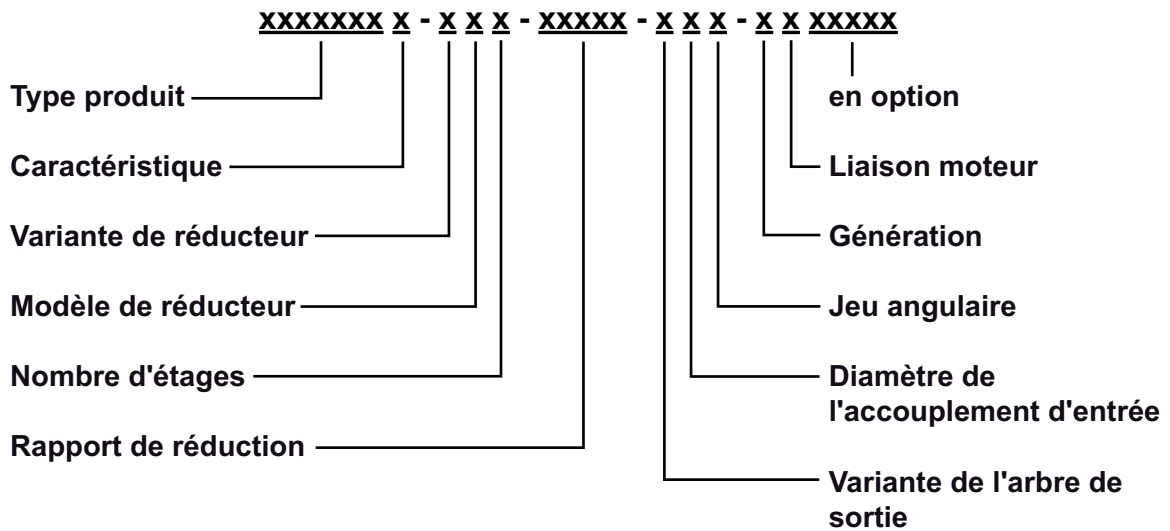 xxxxxxx x - x x x - xxxxx - x x x - x x xxxxx
Type produit
Caractéristique
Variante de réducteur
Modèle de réducteur
Nombre d'étages
Rapport de réduction
en option
Liaison moteur
Génération
Jeu angulaire
Diamètre de
l'accouplement d'entrée
Variante de l'arbre de
sortie